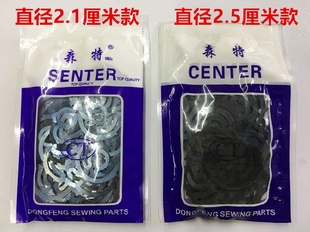 直径2.1厘米款
直径2.5厘米款
森特
SENTER
TOP QUALITY
TOP QUALITY
CT
DONGFENG SEWING PARTS
森特
CENTER
DONGFENG SEWING PARTS